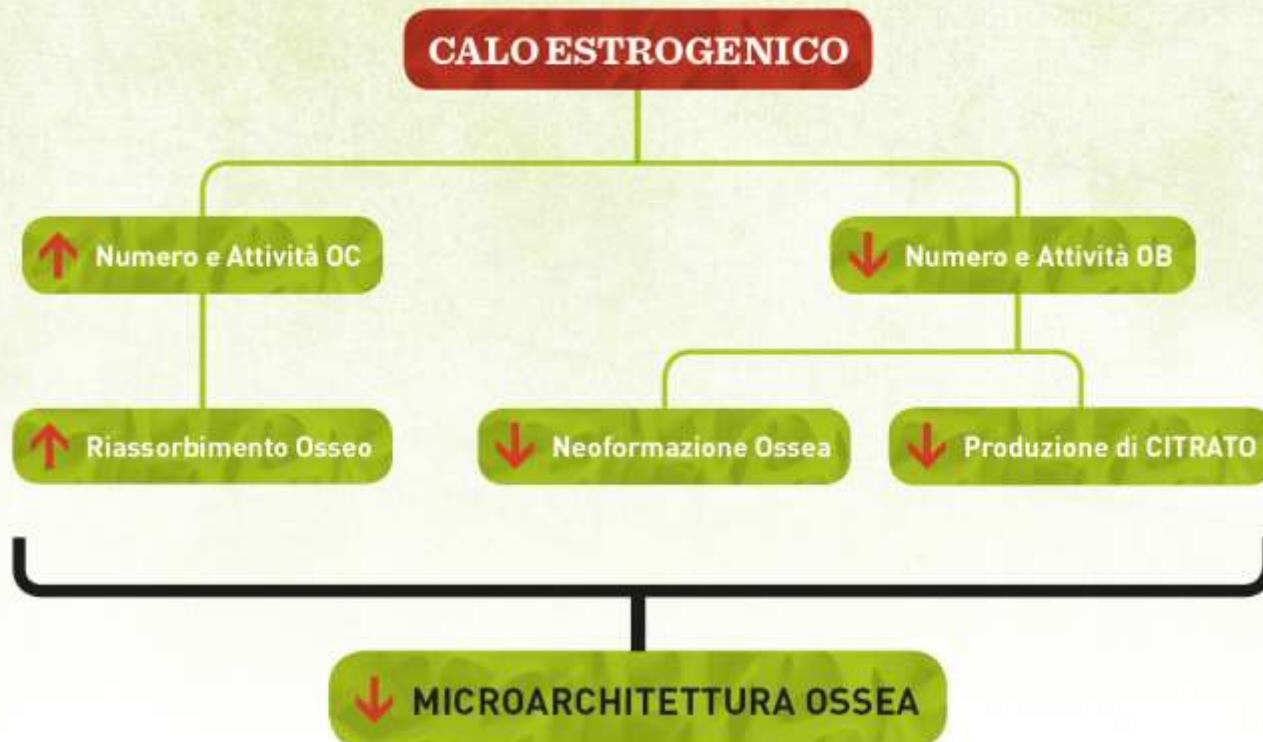 CALO ESTROGENICO
↑ Numero e Attività OC
↓ Numero e Attività OB
↑ Riassorbimento Osseo
↓ Neoformazione Ossea
↓ Produzione di CITRATO
↓ MICROARCHITETTURA OSSEA